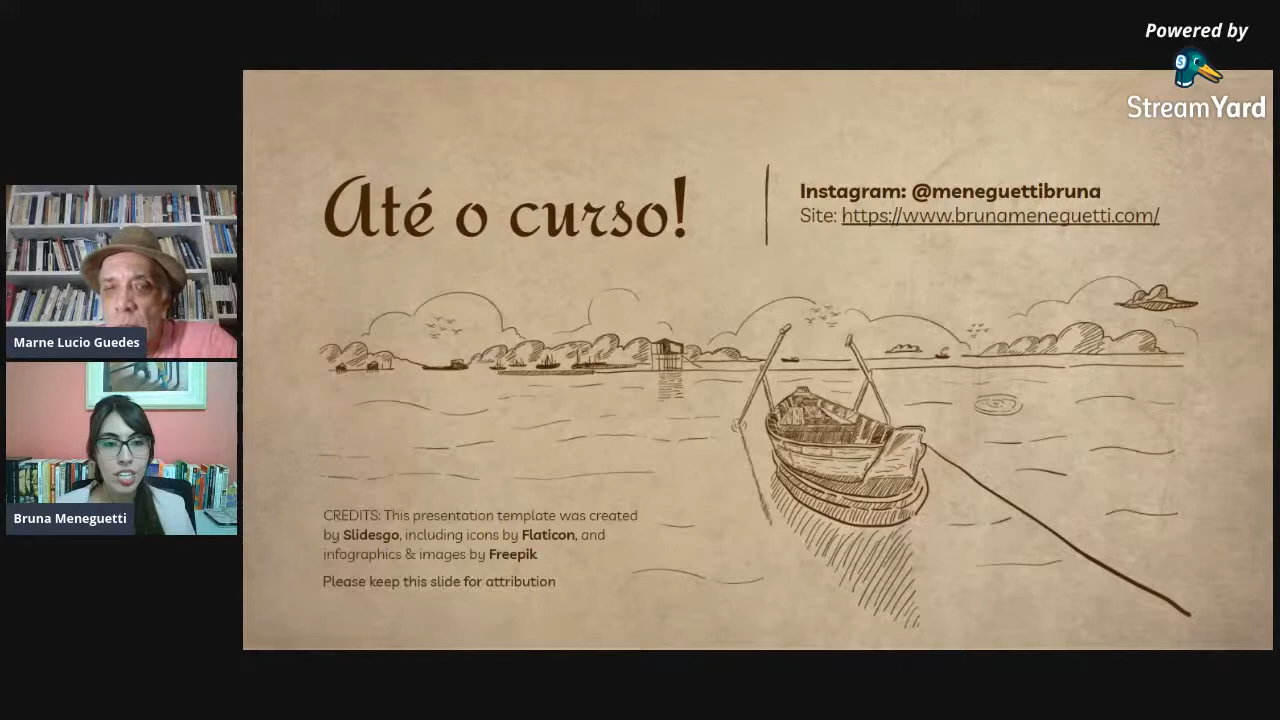 Powered by
StreamYard
Até o curso!
Instagram: @meneguettibruna
Site: https://www.brunameneguetti.com/
Marne Lucio Guedes
Bruna Meneguetti
CREDITS: This presentation template was created
by Slidesgo, including icons by Flaticon, and
infographics & images by Freepik
Please keep this slide for attribution